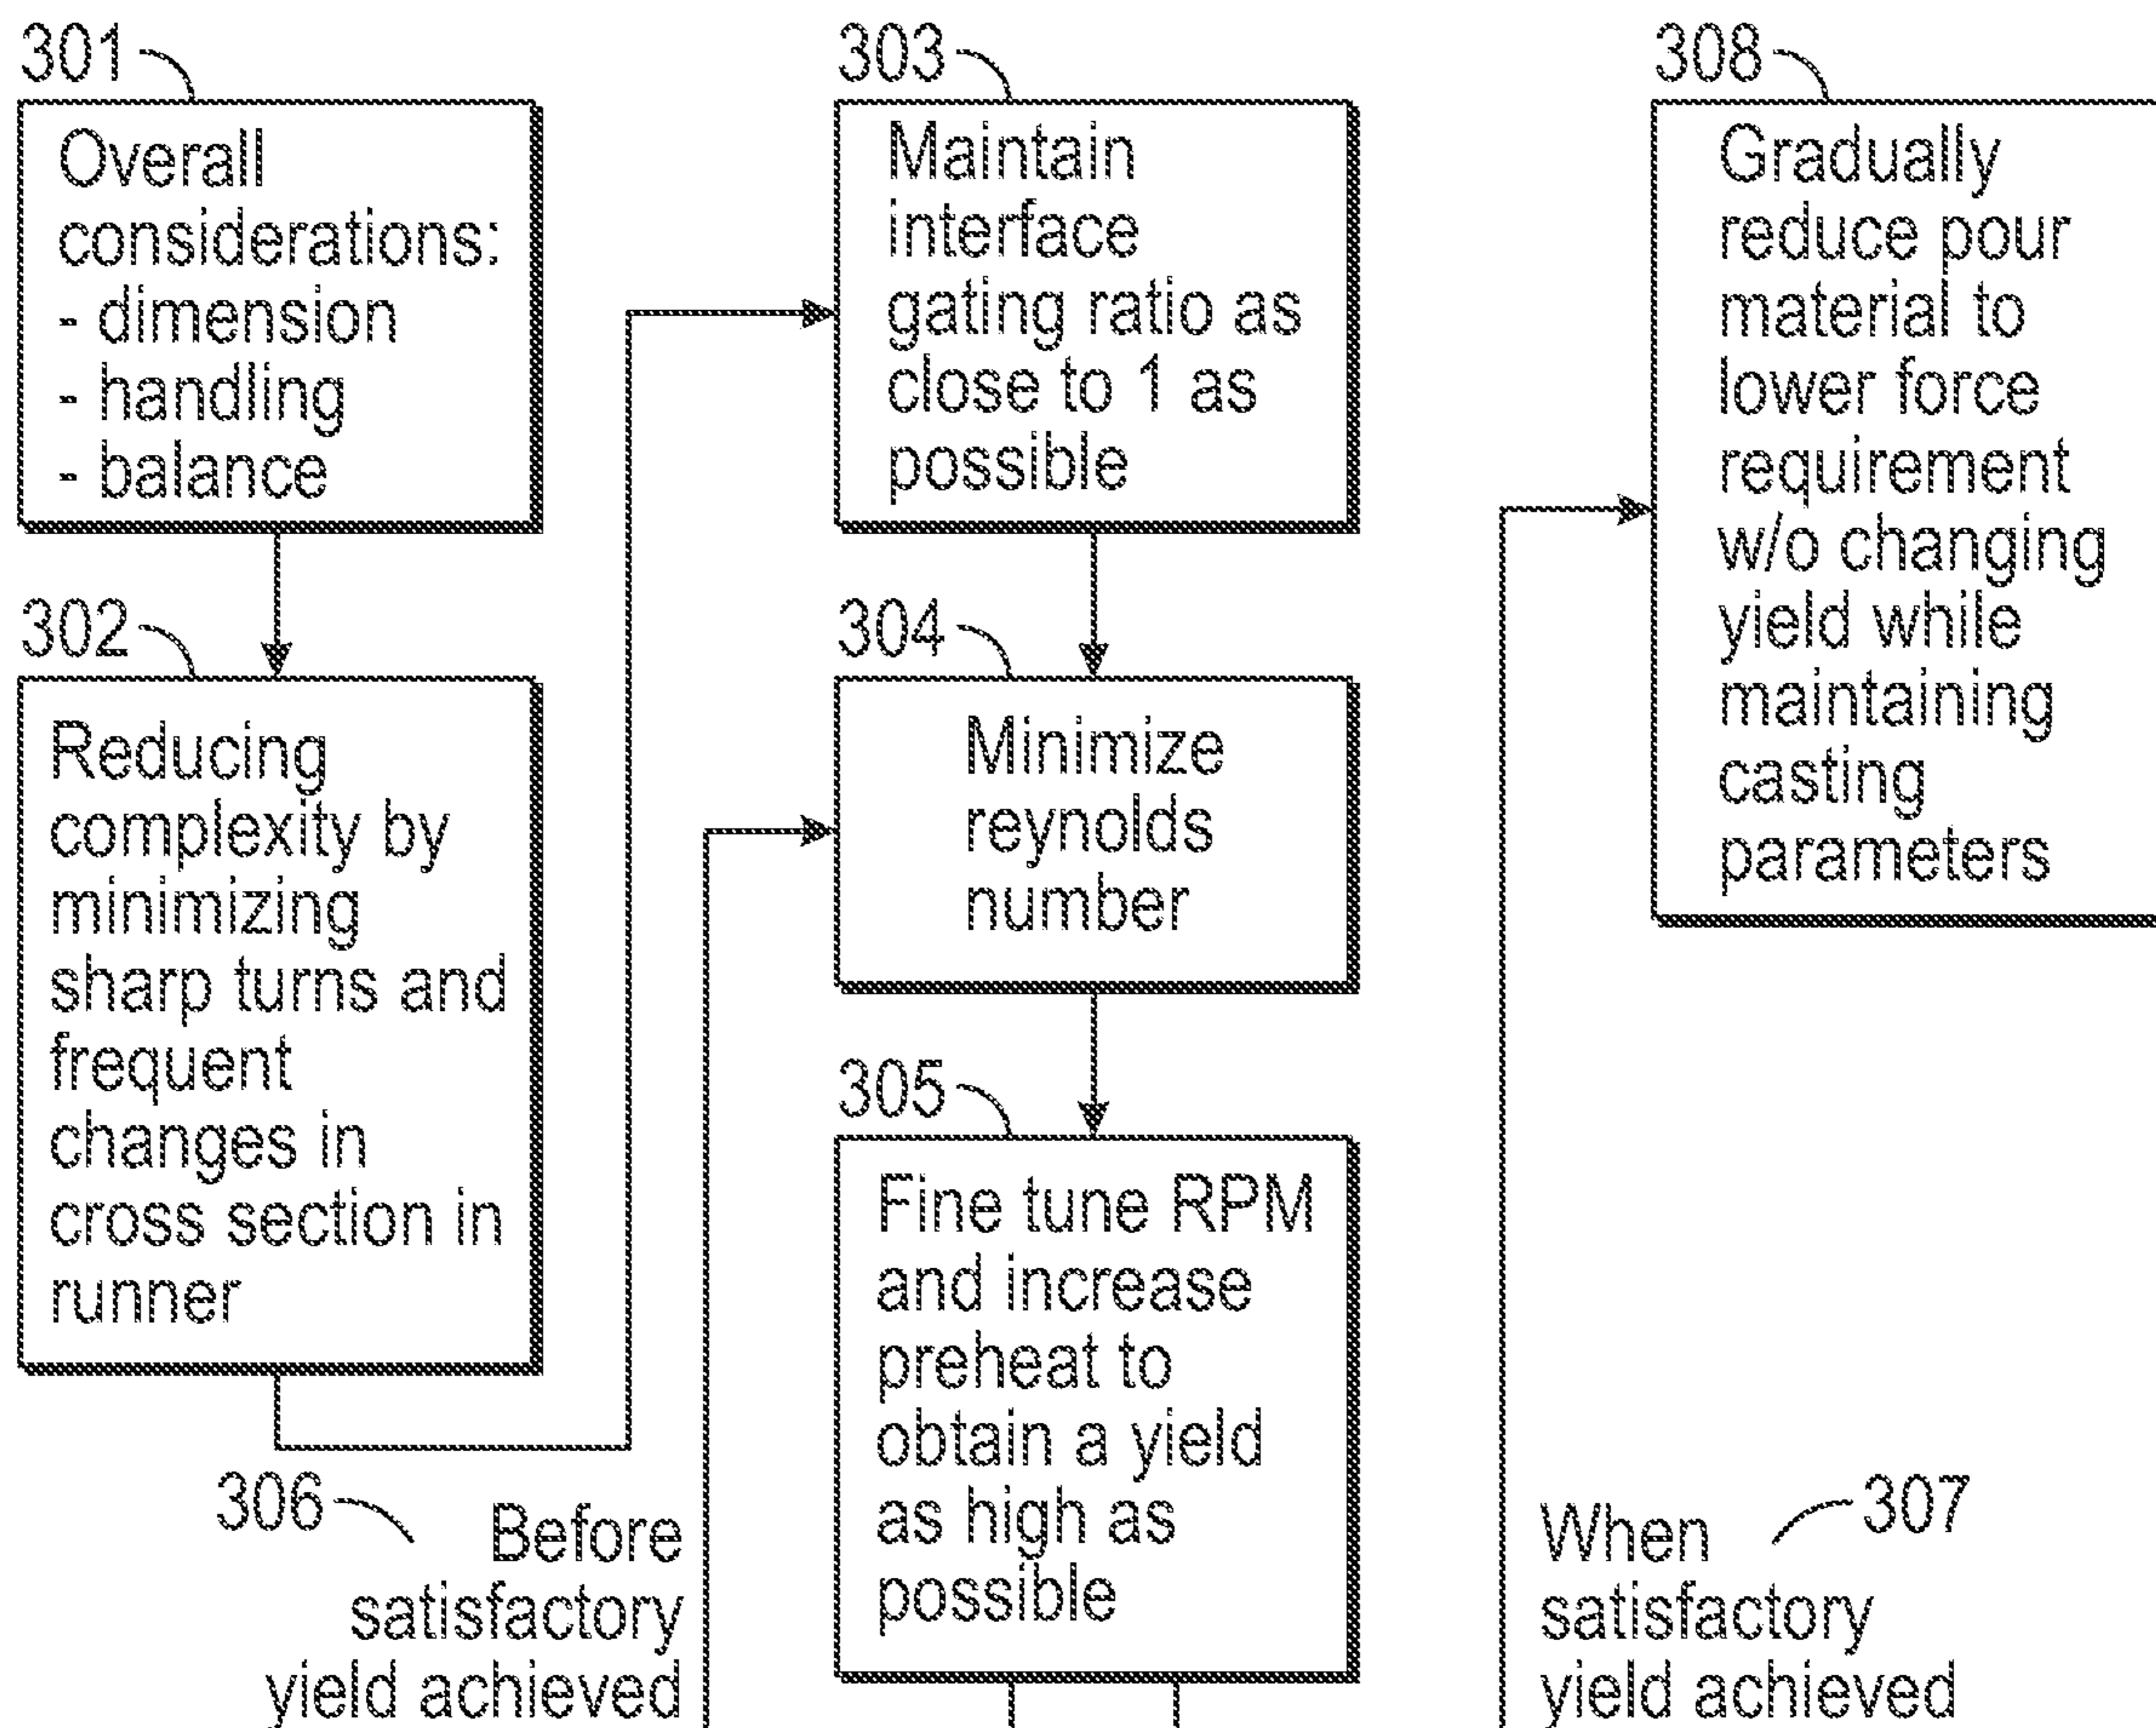 301
Overall
considerations:
- dimension
- handling
- balance
302
Reducing
complexity by
minimizing
sharp turns and
frequent
changes in
cross section in
runner
303
Maintain
interface
gating ratio as
close to 1 as
possible
304
Minimize
reynolds
number
305
Fine tune RPM
and increase
preheat to
obtain a yield
as high as
possible
306
Before
satisfactory
yield achieved
307
When
satisfactory
yield achieved
308
Gradually
reduce pour
material to
lower force
requirement
w/o changing
yield while
maintaining
casting
parameters